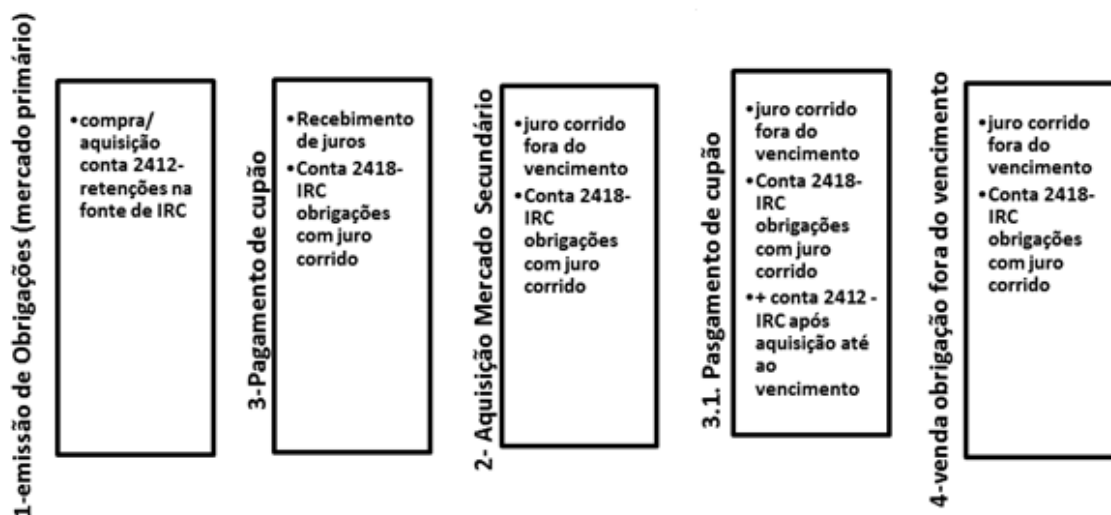 1-emissão de Obrigações (mercado primário)
•compra/
aquisição
conta 2412-
retenções na
fonte de IRC
3-Pagamento de cupão
•Recebimento
de juros
•Conta 2418-
IRC
obrigações
com juro
corrido
2- Aquisição Mercado Secundário
•juro corrido
fora do
vencimento
•Conta 2418-
IRC
obrigações
com juro
corrido
3.1. Pasgamento de cupão
•juro corrido
fora do
vencimento
•Conta 2418-
IRC
obrigações
com juro
corrido
•+ conta 2412 -
IRC após
aquisição até
ao
vencimento
4-venda obrigação fora do vencimento
•juro corrido
fora do
vencimento
•Conta 2418-
IRC
obrigações
com juro
corrido